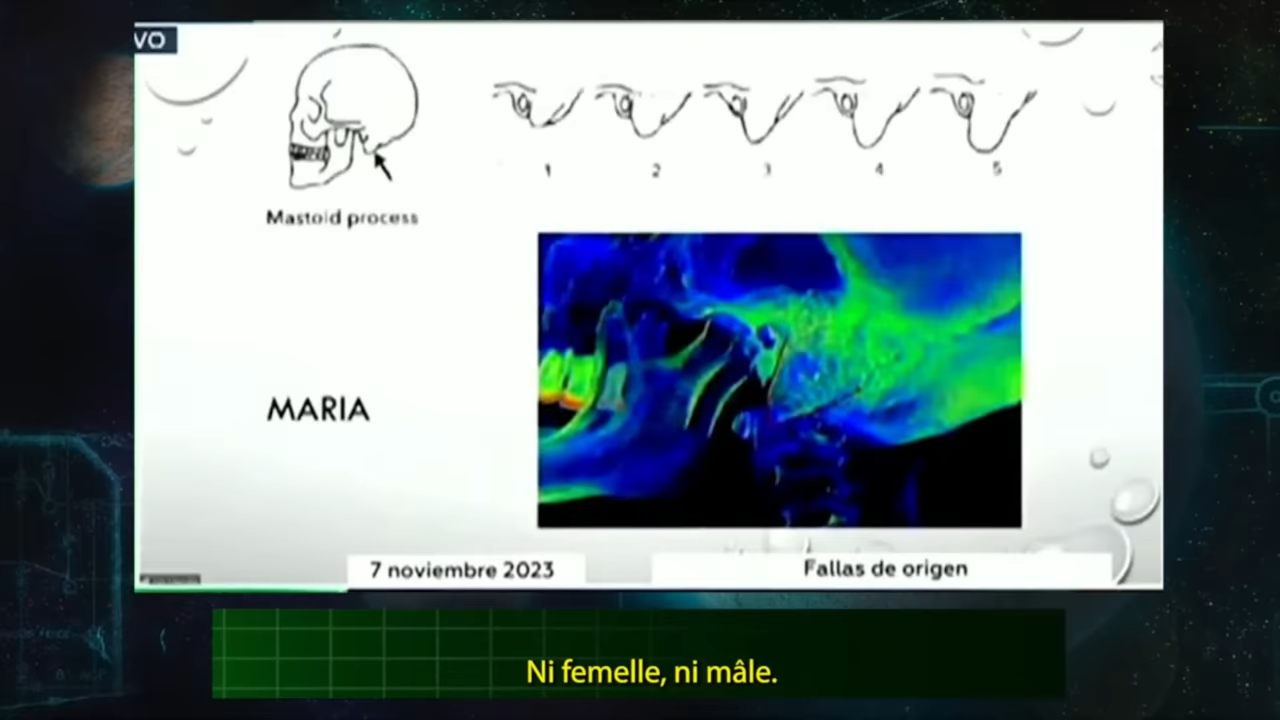 VO
1 2 3 4 5
Mastoid process
MARIA
7 noviembre 2023
Fallas de origen
Ni femelle, ni mâle.